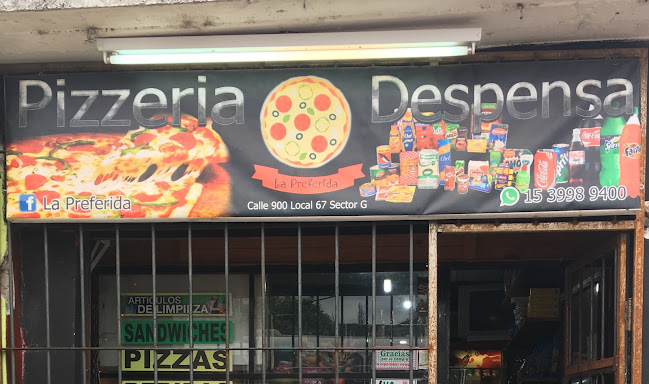 Pizzeria
Despensa
La Preferida
La Preferida
Calle 900 Local 67 Sector G
15 3998 9400
ARTICULOS
DE LIMPIEZA
SANDWICHES
PIZZAS
Gracias